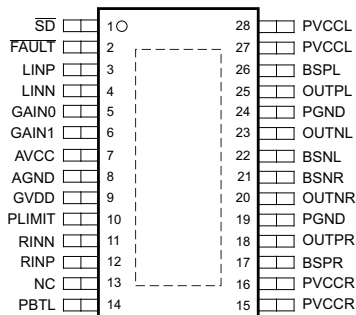 S̅D̅ 1 28 PVCCL
F̅A̅U̅L̅T̅ 2 27 PVCCL
LINP 3 26 BSPL
LINN 4 25 OUTPL
GAIN0 5 24 PGND
GAIN1 6 23 OUTNL
AVCC 7 22 BSNL
AGND 8 21 BSNR
GVDD 9 20 OUTNR
PLIMIT 10 19 PGND
RINN 11 18 OUTPR
RINP 12 17 BSPR
NC 13 16 PVCCR
PBTL 14 15 PVCCR